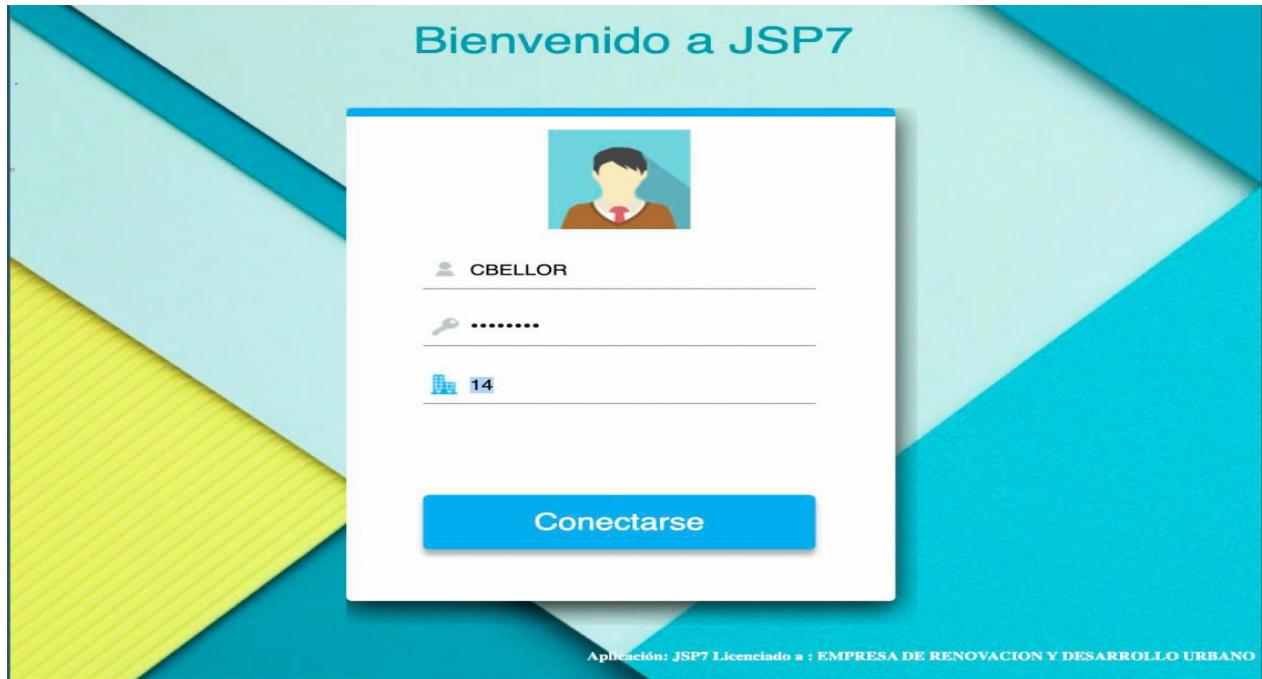 Bienvenido a JSP7
CBELLOR
••••••••
14
Conectarse
Aplicación: JSP7 Licenciado a : EMPRESA DE RENOVACION Y DESARROLLO URBANO